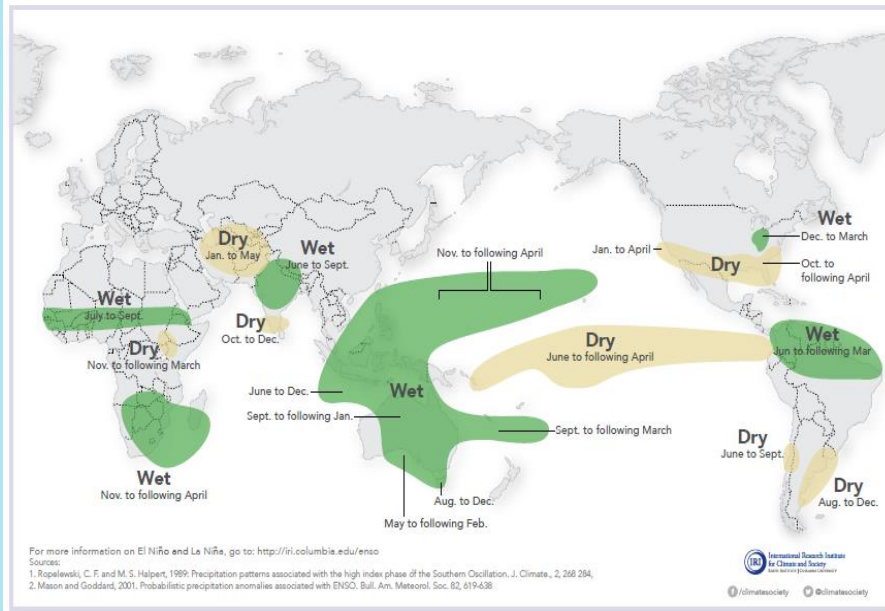 Wet
Dec. to March
Nov. to following April
Jan. to April
Dry
Oct. to
following April
Dry
Jan. to May
Wet
June to Sept.
Wet
July to Sept.
Dry
Oct. to Dec.
Dry
Nov. to following March
Dry
June to following April
Wet
Jun to following Mar
June to Dec.
Wet
Sept. to following Jan.
Sept. to following March
Dry
June to Sept.
Wet
Nov. to following April
Dry
Aug. to Dec.
Aug. to Dec.
May to following Feb.
For more information on El Niño and La Niña, go to: http://iri.columbia.edu/enso
Sources:
1. Ropelewski, C. F. and M. S. Halpert, 1989: Precipitation patterns associated with the high index phase of the Southern Oscillation. J. Climate., 2, 268 284,
2. Mason and Goddard, 2001. Probabilistic precipitation anomalies associated with ENSO. Bull. Am. Meteorol. Soc. 82, 619-638
IRI
International Research Institute
for Climate and Society
EARTH INSTITUTE | COLUMBIA UNIVERSITY
/climatesociety
@climatesociety